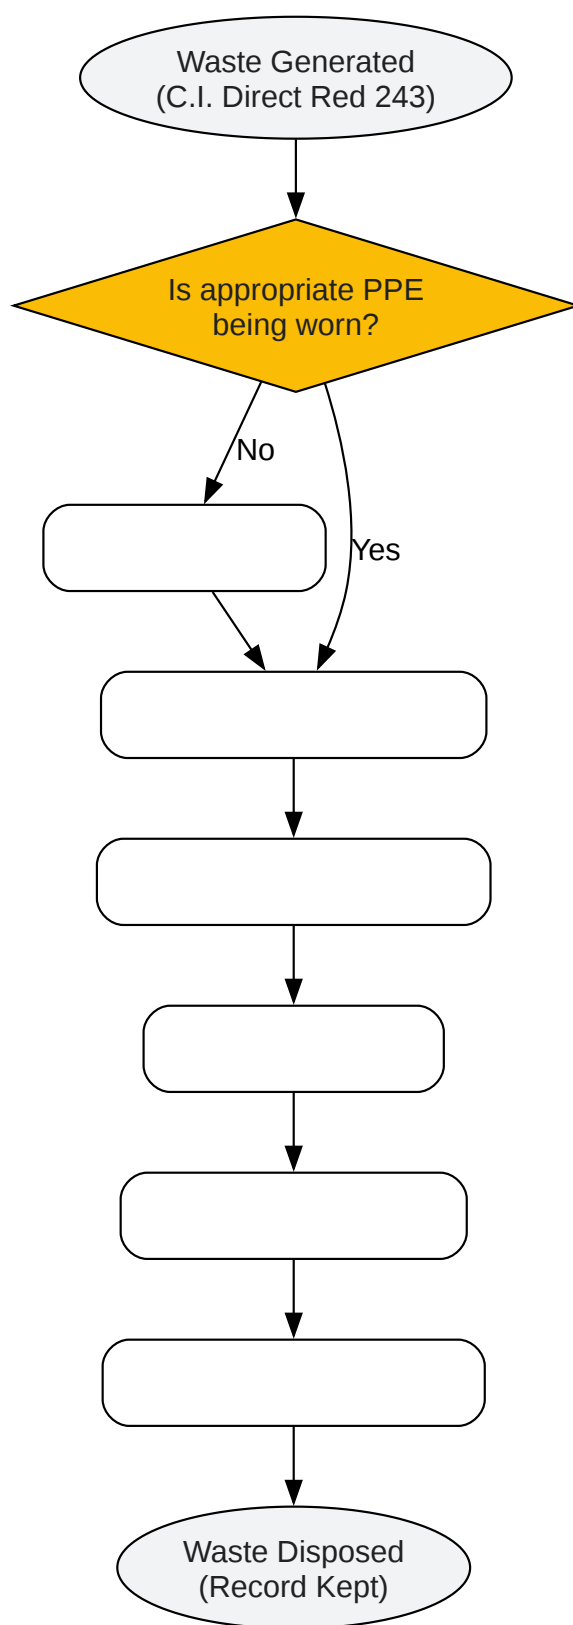 Waste Generated
(C.I. Direct Red 243)
Is appropriate PPE
being worn?
No
Yes
Waste Disposed
(Record Kept)